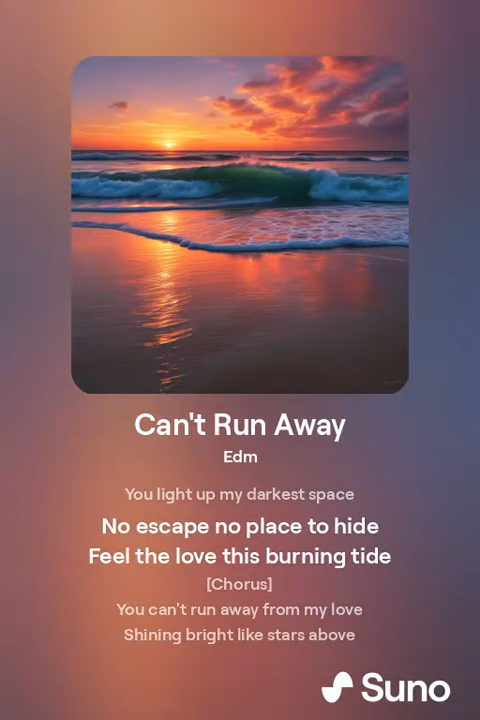 Can't Run Away
Edm
You light up my darkest space
No escape no place to hide
Feel the love this burning tide
[Chorus]
You can't run away from my love
Shining bright like stars above
Suno